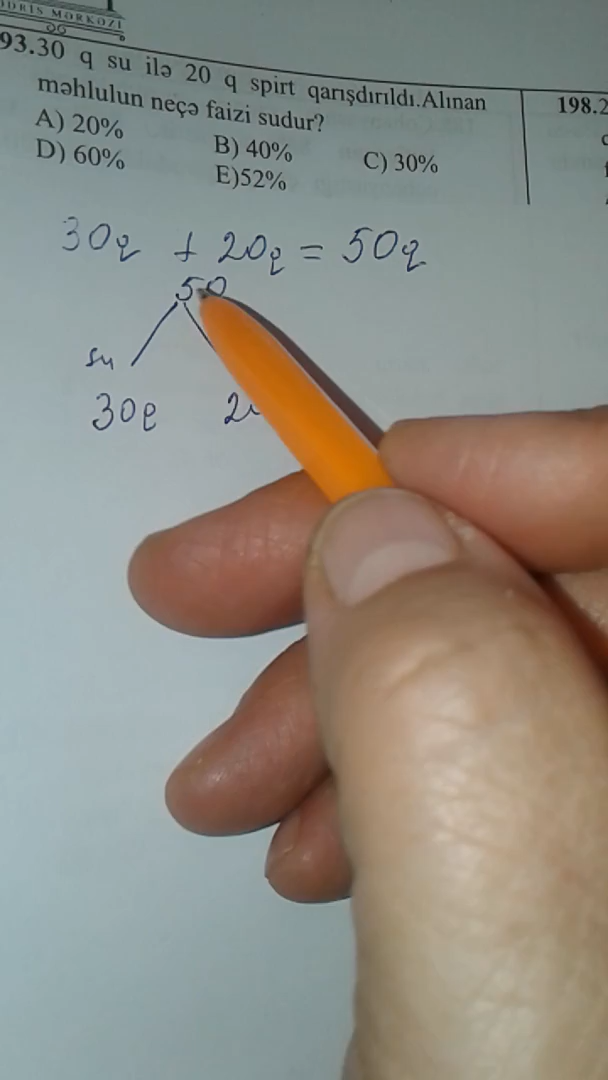 93.30 q su ilə 20 q spirt qarışdırıldı.Alınan
məhlulun neçə faizi sudur?
A) 20%
B) 40%
C) 30%
D) 60%
E)52%
198.2
30q + 20q = 50q
50
su
30q